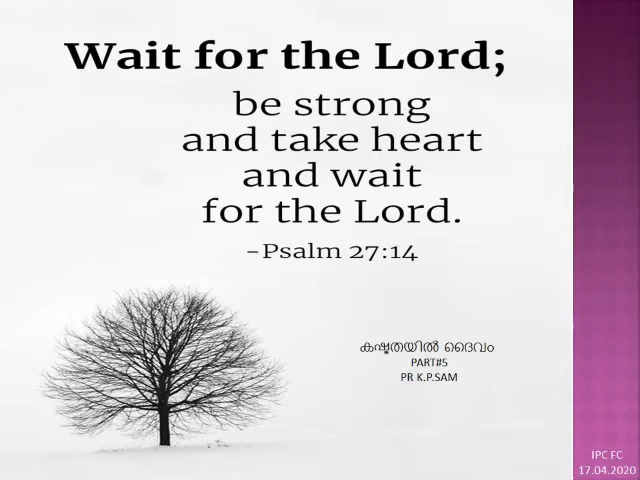 Wait for the Lord;
be strong
and take heart
and wait
for the Lord.
–Psalm 27:14
കഷ്ടതയിൽ ദൈവം
PART#5
PR K.P.SAM
IPC FC
17.04.2020